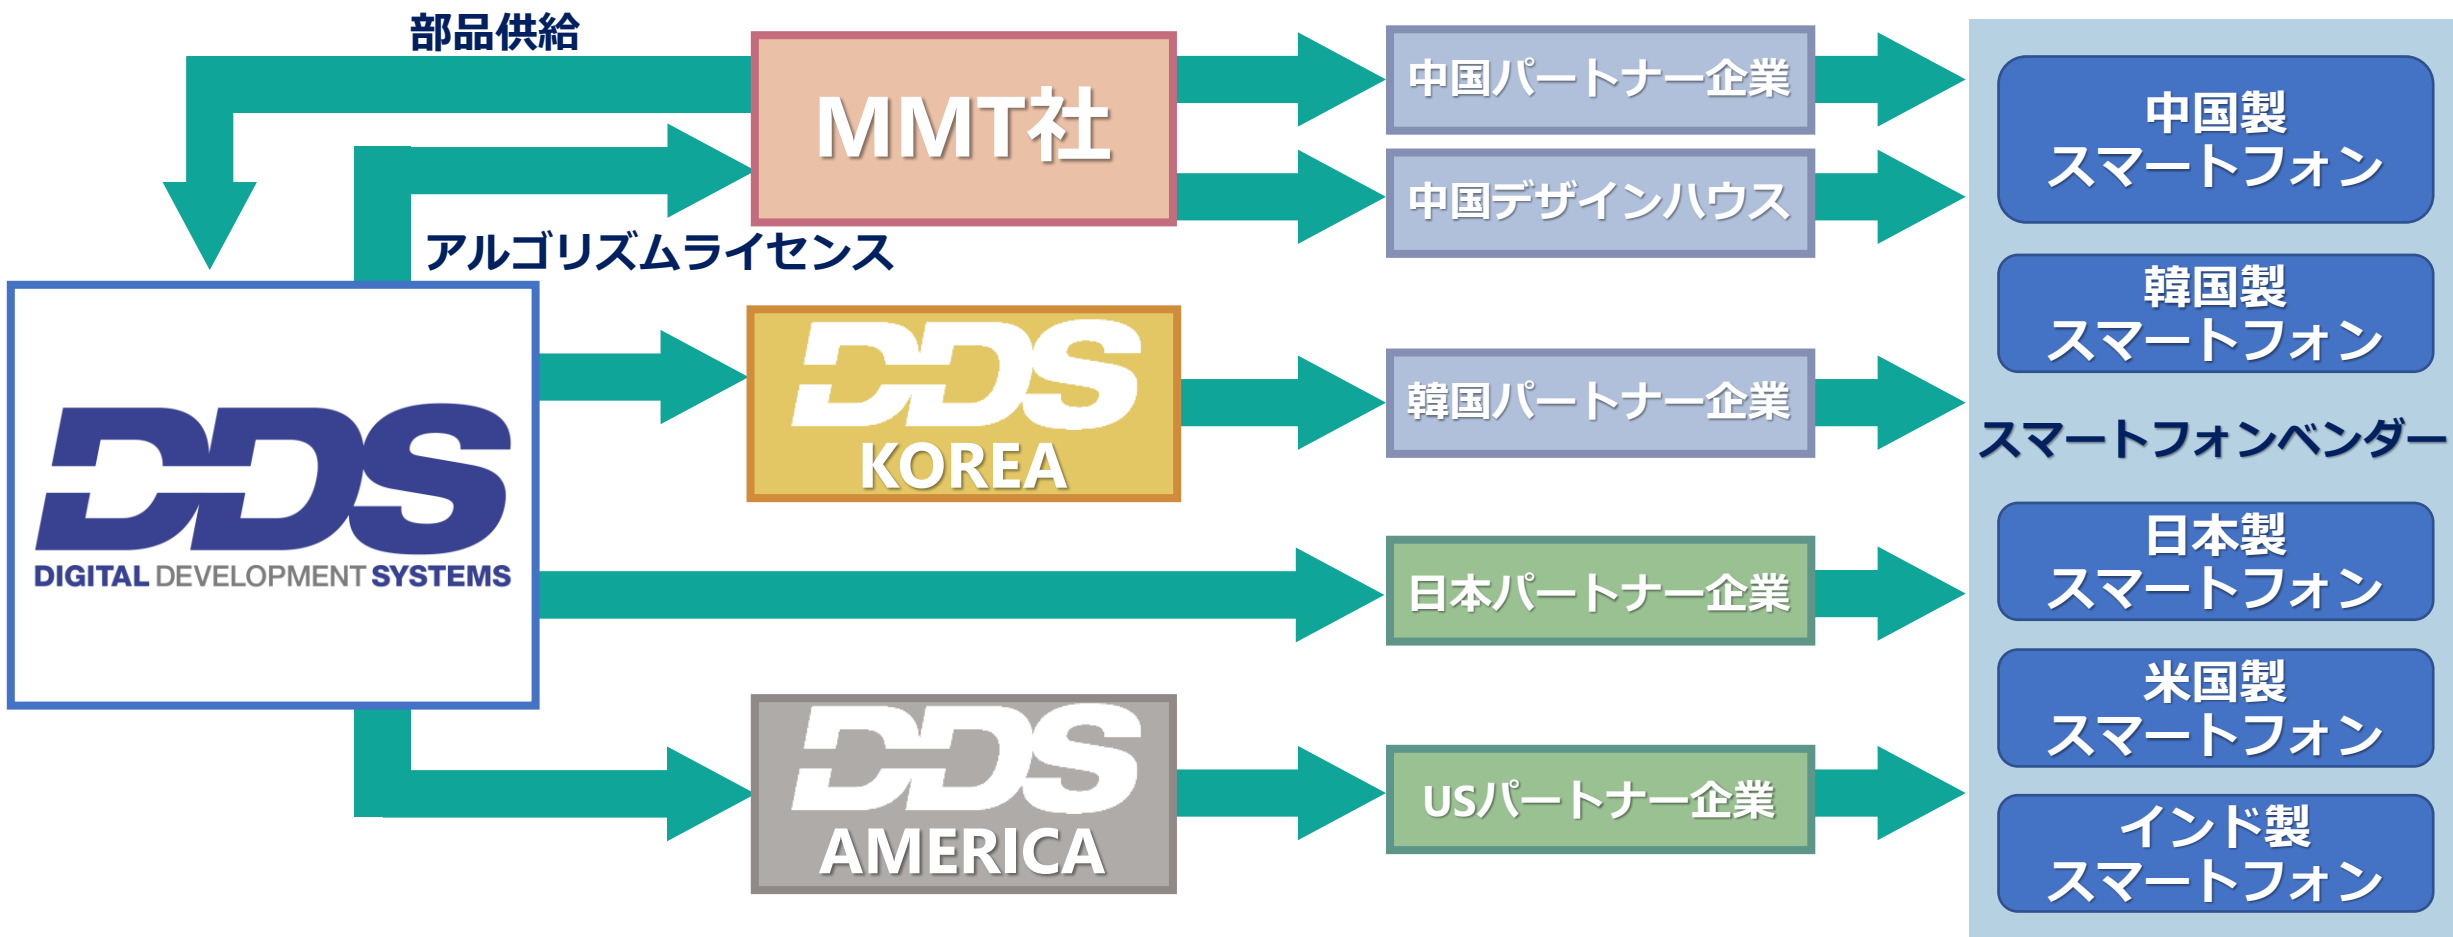 部品供給
MMT社
アルゴリズムライセンス
DDS
DIGITAL DEVELOPMENT SYSTEMS
DDS
KOREA
DDS
AMERICA
中国パートナー企業
中国デザインハウス
韓国パートナー企業
日本パートナー企業
USパートナー企業
中国製
スマートフォン
韓国製
スマートフォン
スマートフォンベンダー
日本製
スマートフォン
米国製
スマートフォン
インド製
スマートフォン